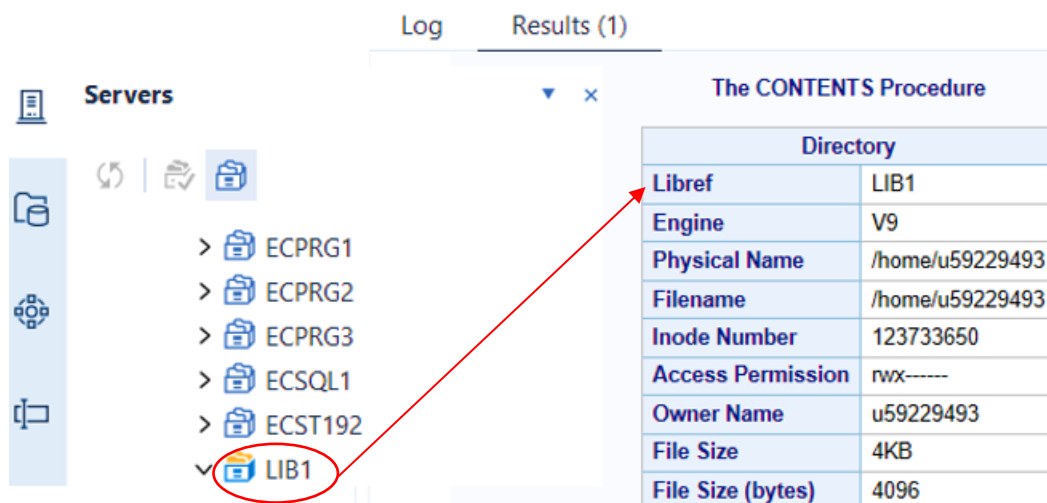 Log Results (1)
Servers
ECPRG1
ECPRG2
ECPRG3
ECSQL1
ECST192
LIB1
The CONTENTS Procedure
Directory
Libref LIB1
Engine V9
Physical Name /home/u59229493
Filename /home/u59229493
Inode Number 123733650
Access Permission rwx------
Owner Name u59229493
File Size 4KB
File Size (bytes) 4096